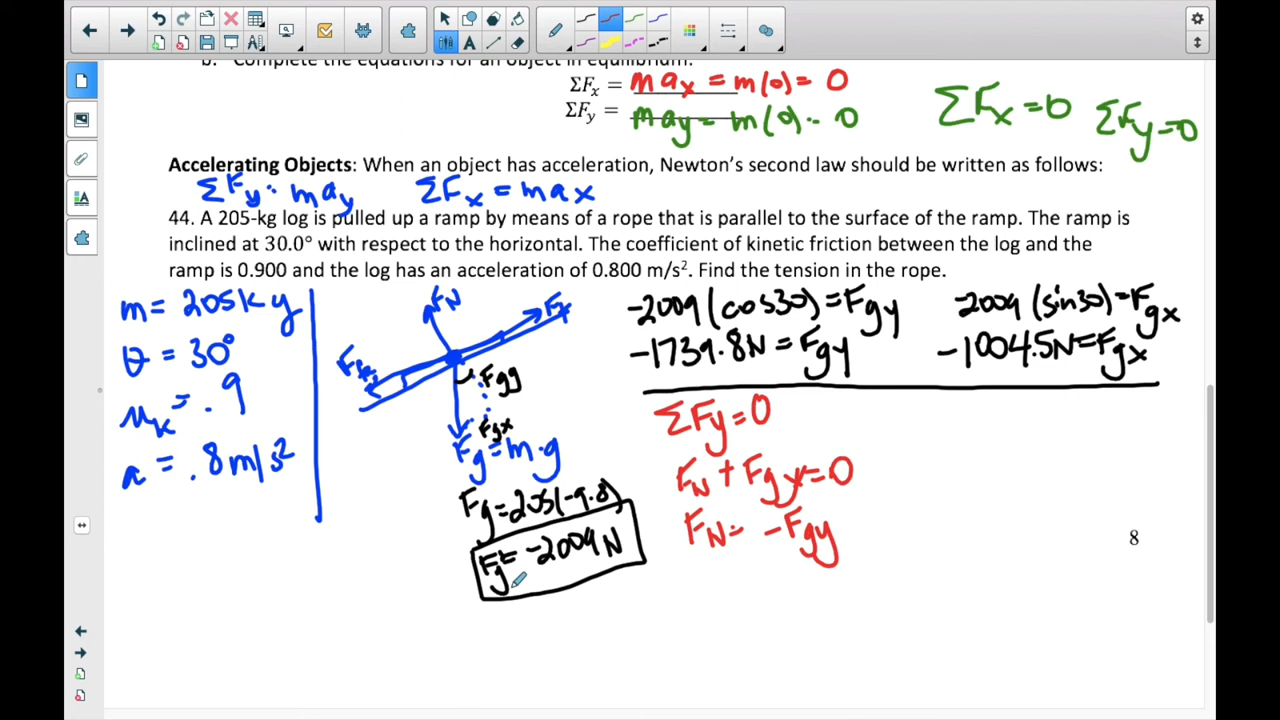 b. Complete the equations for an object in equilibrium.
ΣFx = max = m(0) = 0
ΣFy = may = m(0) = 0
ΣFx = 0 ΣFy = 0
Accelerating Objects: When an object has acceleration, Newton's second law should be written as follows:
ΣFy = may ΣFx = max
44. A 205-kg log is pulled up a ramp by means of a rope that is parallel to the surface of the ramp. The ramp is
inclined at 30.0° with respect to the horizontal. The coefficient of kinetic friction between the log and the
ramp is 0.900 and the log has an acceleration of 0.800 m/s². Find the tension in the rope.
m = 205kg
θ = 30°
μk = .9
a = .8m/s²
FN
Fx
Ffr
Fgy
Fgx
Fg = m·g
Fg = 205(-9.8)
Fg = -2009 N
-2009 (cos30) = Fgy
-1739.8N = Fgy
-2009 (sin30) = Fgx
-1004.5N = Fgx
ΣFy = 0
FN + Fgy = 0
FN = -Fgy
8